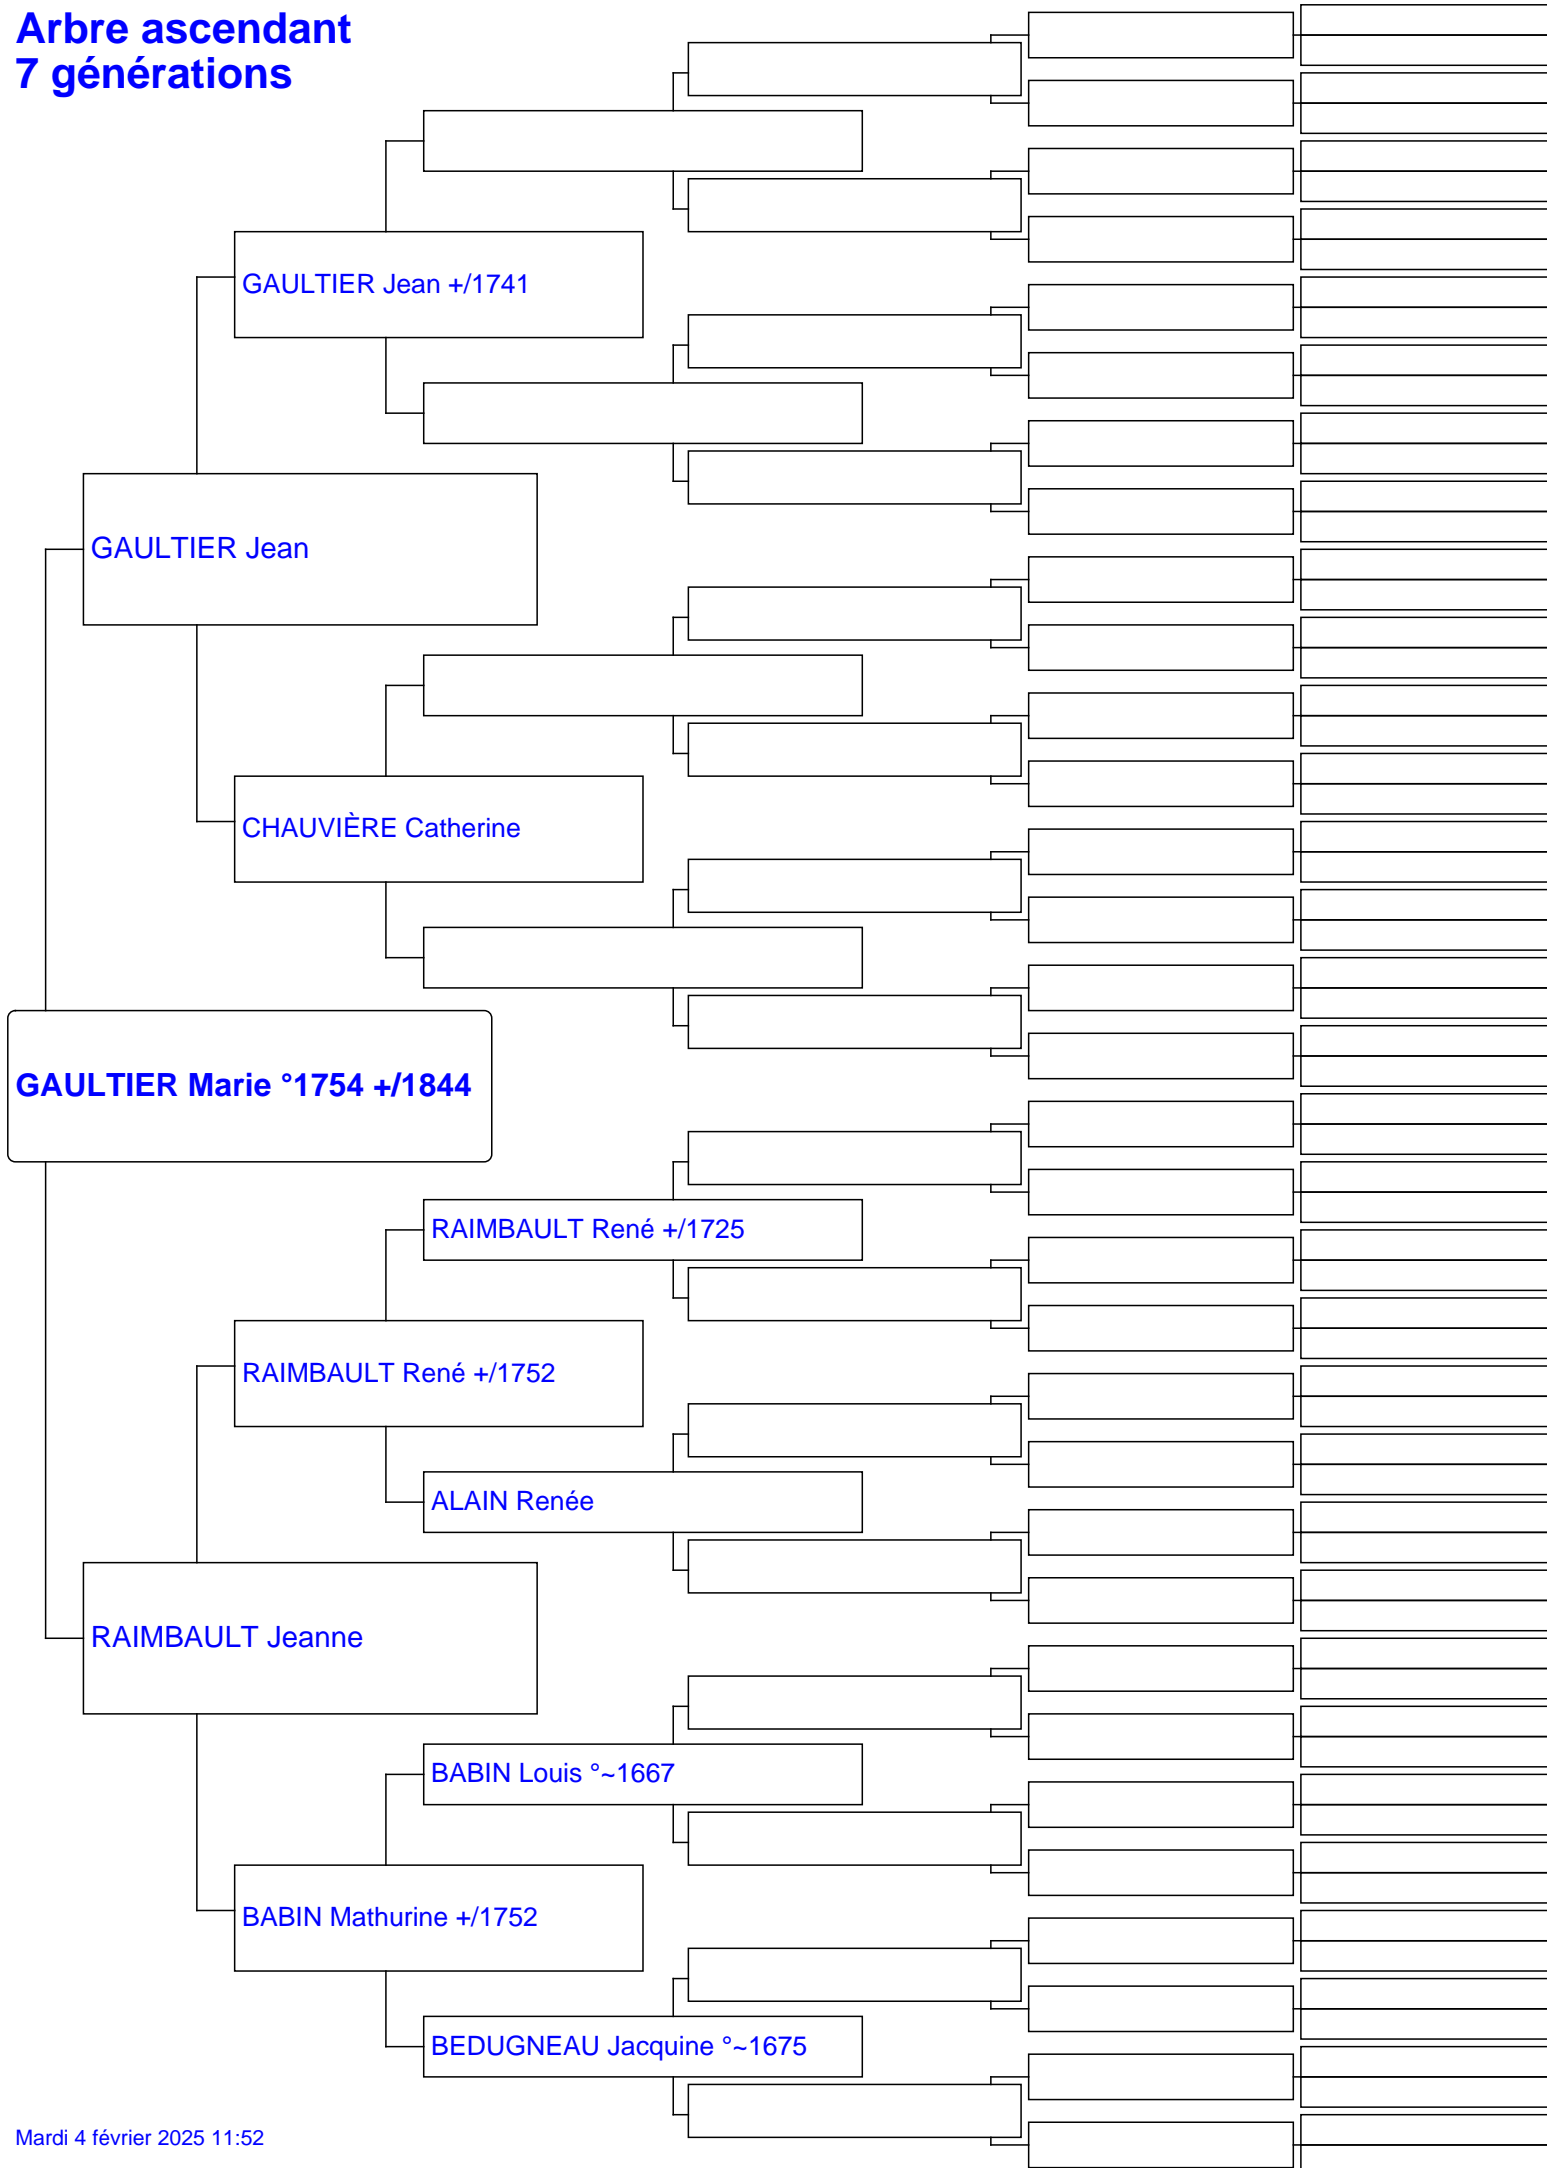 Arbre ascendant
7 générations
GAULTIER Jean +/1741
GAULTIER Jean
CHAUVIÈRE Catherine
GAULTIER Marie °1754 +/1844
RAIMBAULT René +/1725
RAIMBAULT René +/1752
ALAIN Renée
RAIMBAULT Jeanne
BABIN Louis °~1667
BABIN Mathurine +/1752
BEDUGNEAU Jacquine °~1675
Mardi 4 février 2025 11:52